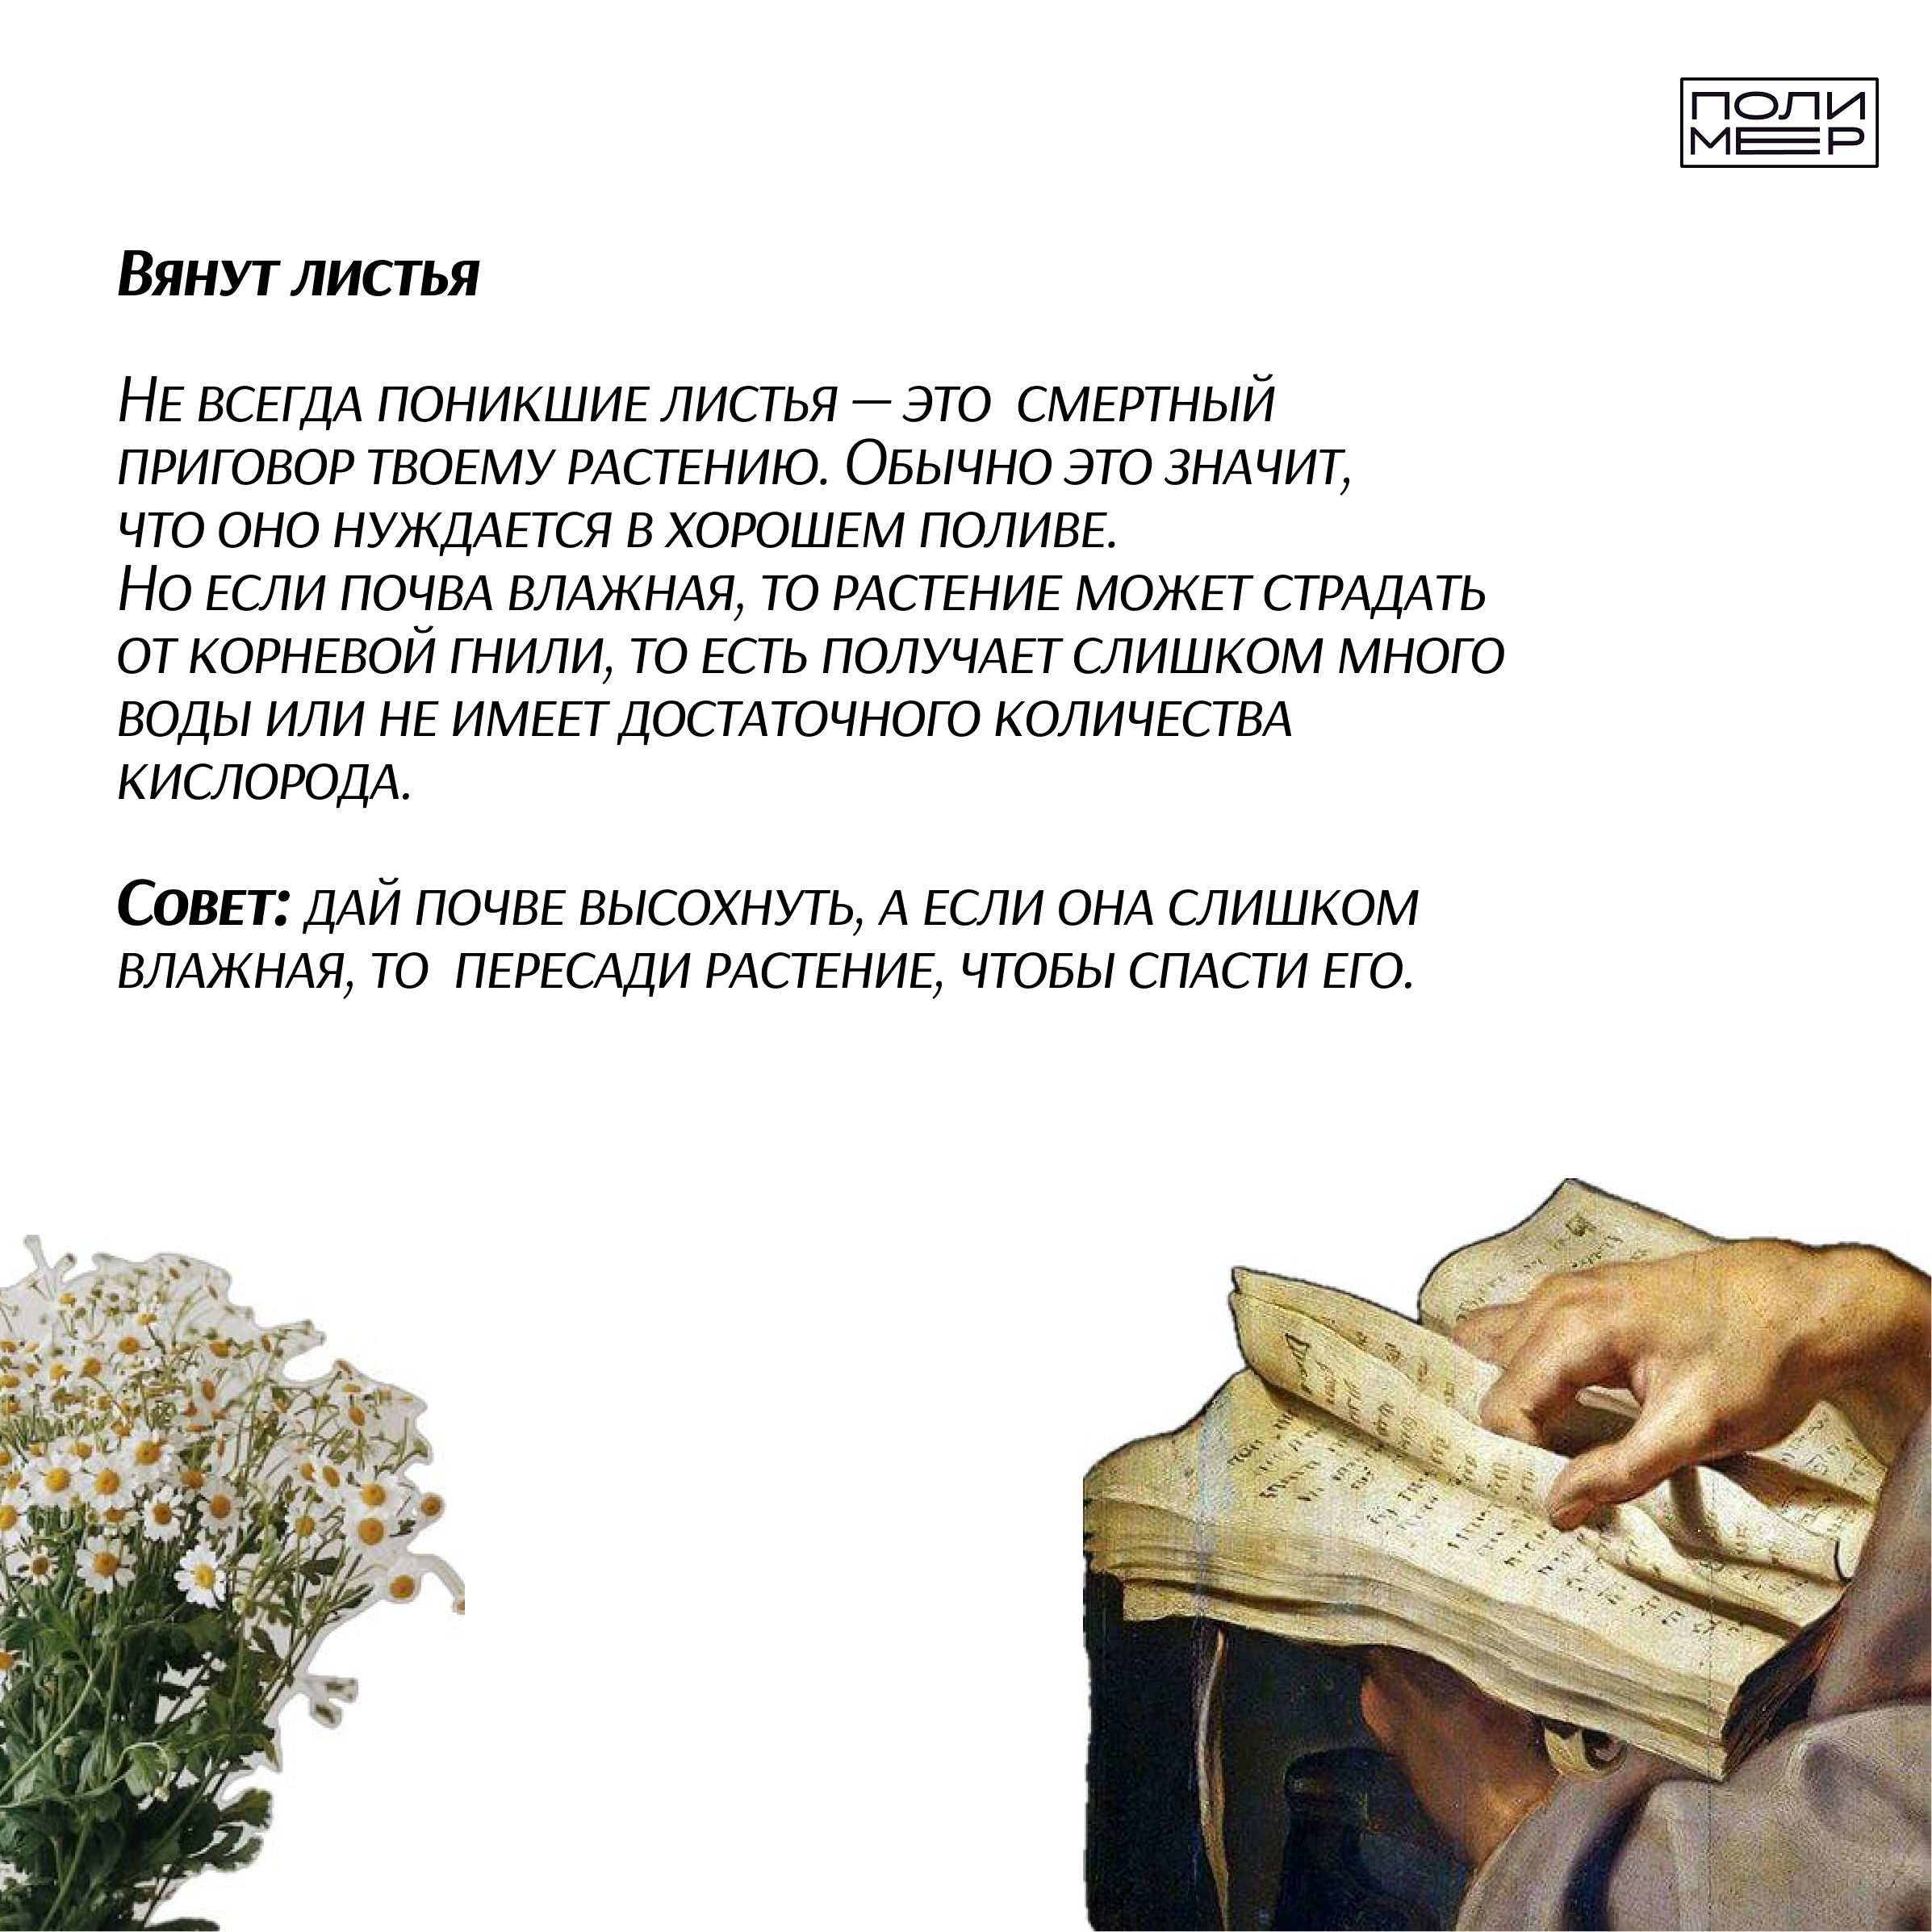 ПОЛИ
МЕР
Вянут листья
Не всегда поникшие листья — это  смертный
приговор твоему растению. Обычно это значит,
что оно нуждается в хорошем поливе.
Но если почва влажная, то растение может страдать
от корневой гнили, то есть получает слишком много
воды или не имеет достаточного количества
кислорода.
Совет: дай почве высохнуть, а если она слишком
влажная, то  пересади растение, чтобы спасти его.